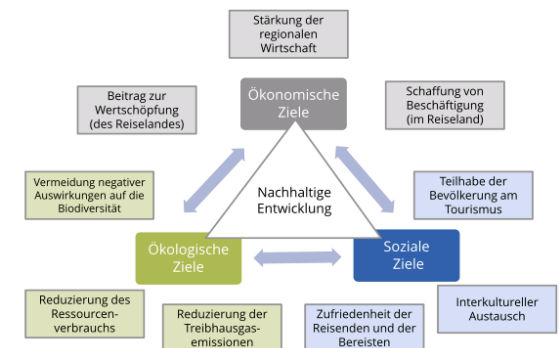 Stärkung der
regionalen
Wirtschaft
Beitrag zur
Wertschöpfung
(des Reiselandes)
Ökonomische
Ziele
Schaffung von
Beschäftigung
(im Reiseland)
Vermeidung negativer
Auswirkungen auf die
Biodiversität
Nachhaltige
Entwicklung
Teilhabe der
Bevölkerung am
Tourismus
Ökologische
Ziele
Soziale
Ziele
Reduzierung des
Ressourcen-
verbrauchs
Reduzierung der
Treibhausgas-
emissionen
Zufriedenheit der
Reisenden und der
Bereisten
Interkultureller
Austausch